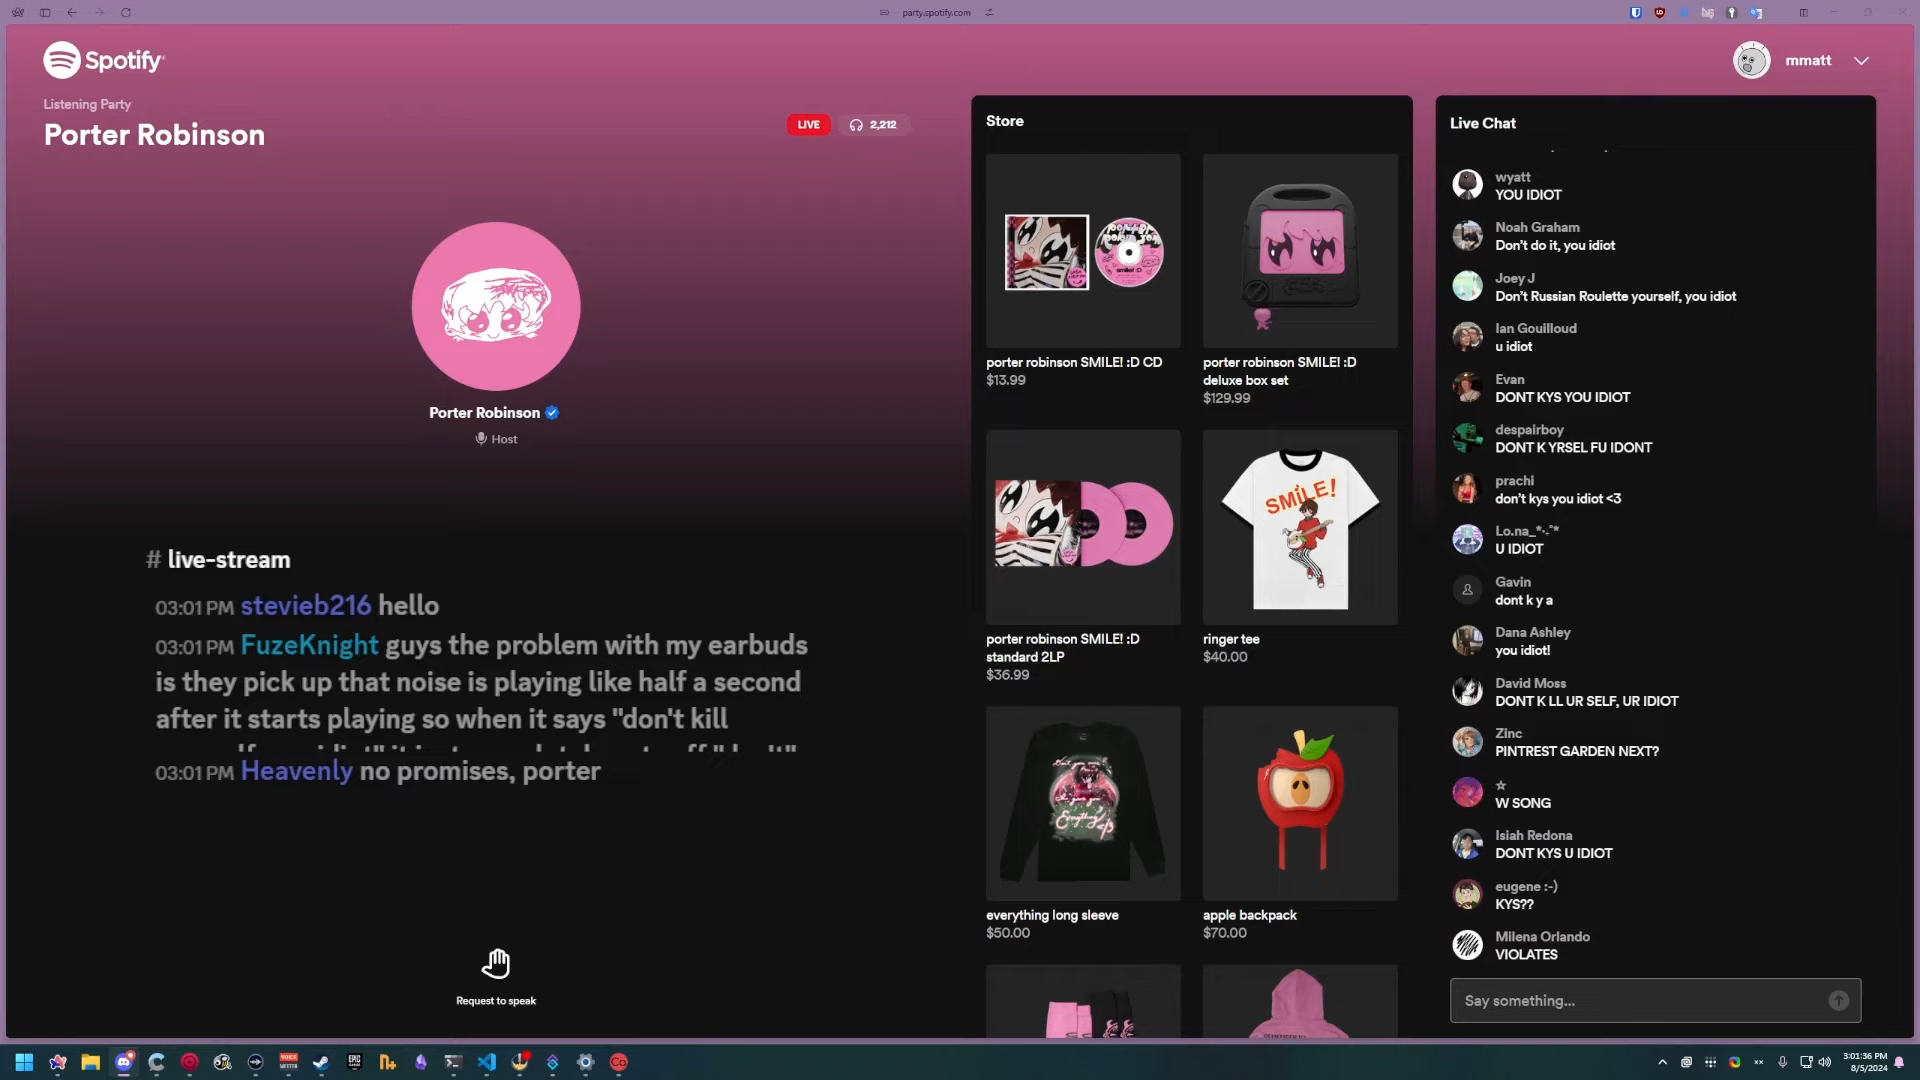 party.spotify.com
Spotify
mmatt
Listening Party
Porter Robinson
LIVE
2,212
Porter Robinson
Host
# live-stream
03:01 PM stevieb216 hello
03:01 PM FuzeKnight guys the problem with my earbuds
is they pick up that noise is playing like half a second
after it starts playing so when it says "don't kill
03:01 PM Heavenly no promises, porter
Request to speak
Store
porter robinson SMILE! :D CD
$13.99
porter robinson SMILE! :D
deluxe box set
$129.99
porter robinson SMILE! :D
standard 2LP
$36.99
SMiLE!
ringer tee
$40.00
everything long sleeve
$50.00
apple backpack
$70.00
Live Chat
wyatt
YOU IDIOT
Noah Graham
Don't do it, you idiot
Joey J
Don't Russian Roulette yourself, you idiot
Ian Gouilloud
u idiot
Evan
DONT KYS YOU IDIOT
despairboy
DONT K YRSEL FU IDONT
prachi
don't kys you idiot <3
Lo.na_*·˖˚*
U IDIOT
Gavin
dont k y a
Dana Ashley
you idiot!
David Moss
DONT K LL UR SELF, UR IDIOT
Zinc
PINTREST GARDEN NEXT?
☆
W SONG
Isiah Redona
DONT KYS U IDIOT
eugene :-)
KYS??
Milena Orlando
VIOLATES
Say something...
3:01:36 PM
8/5/2024